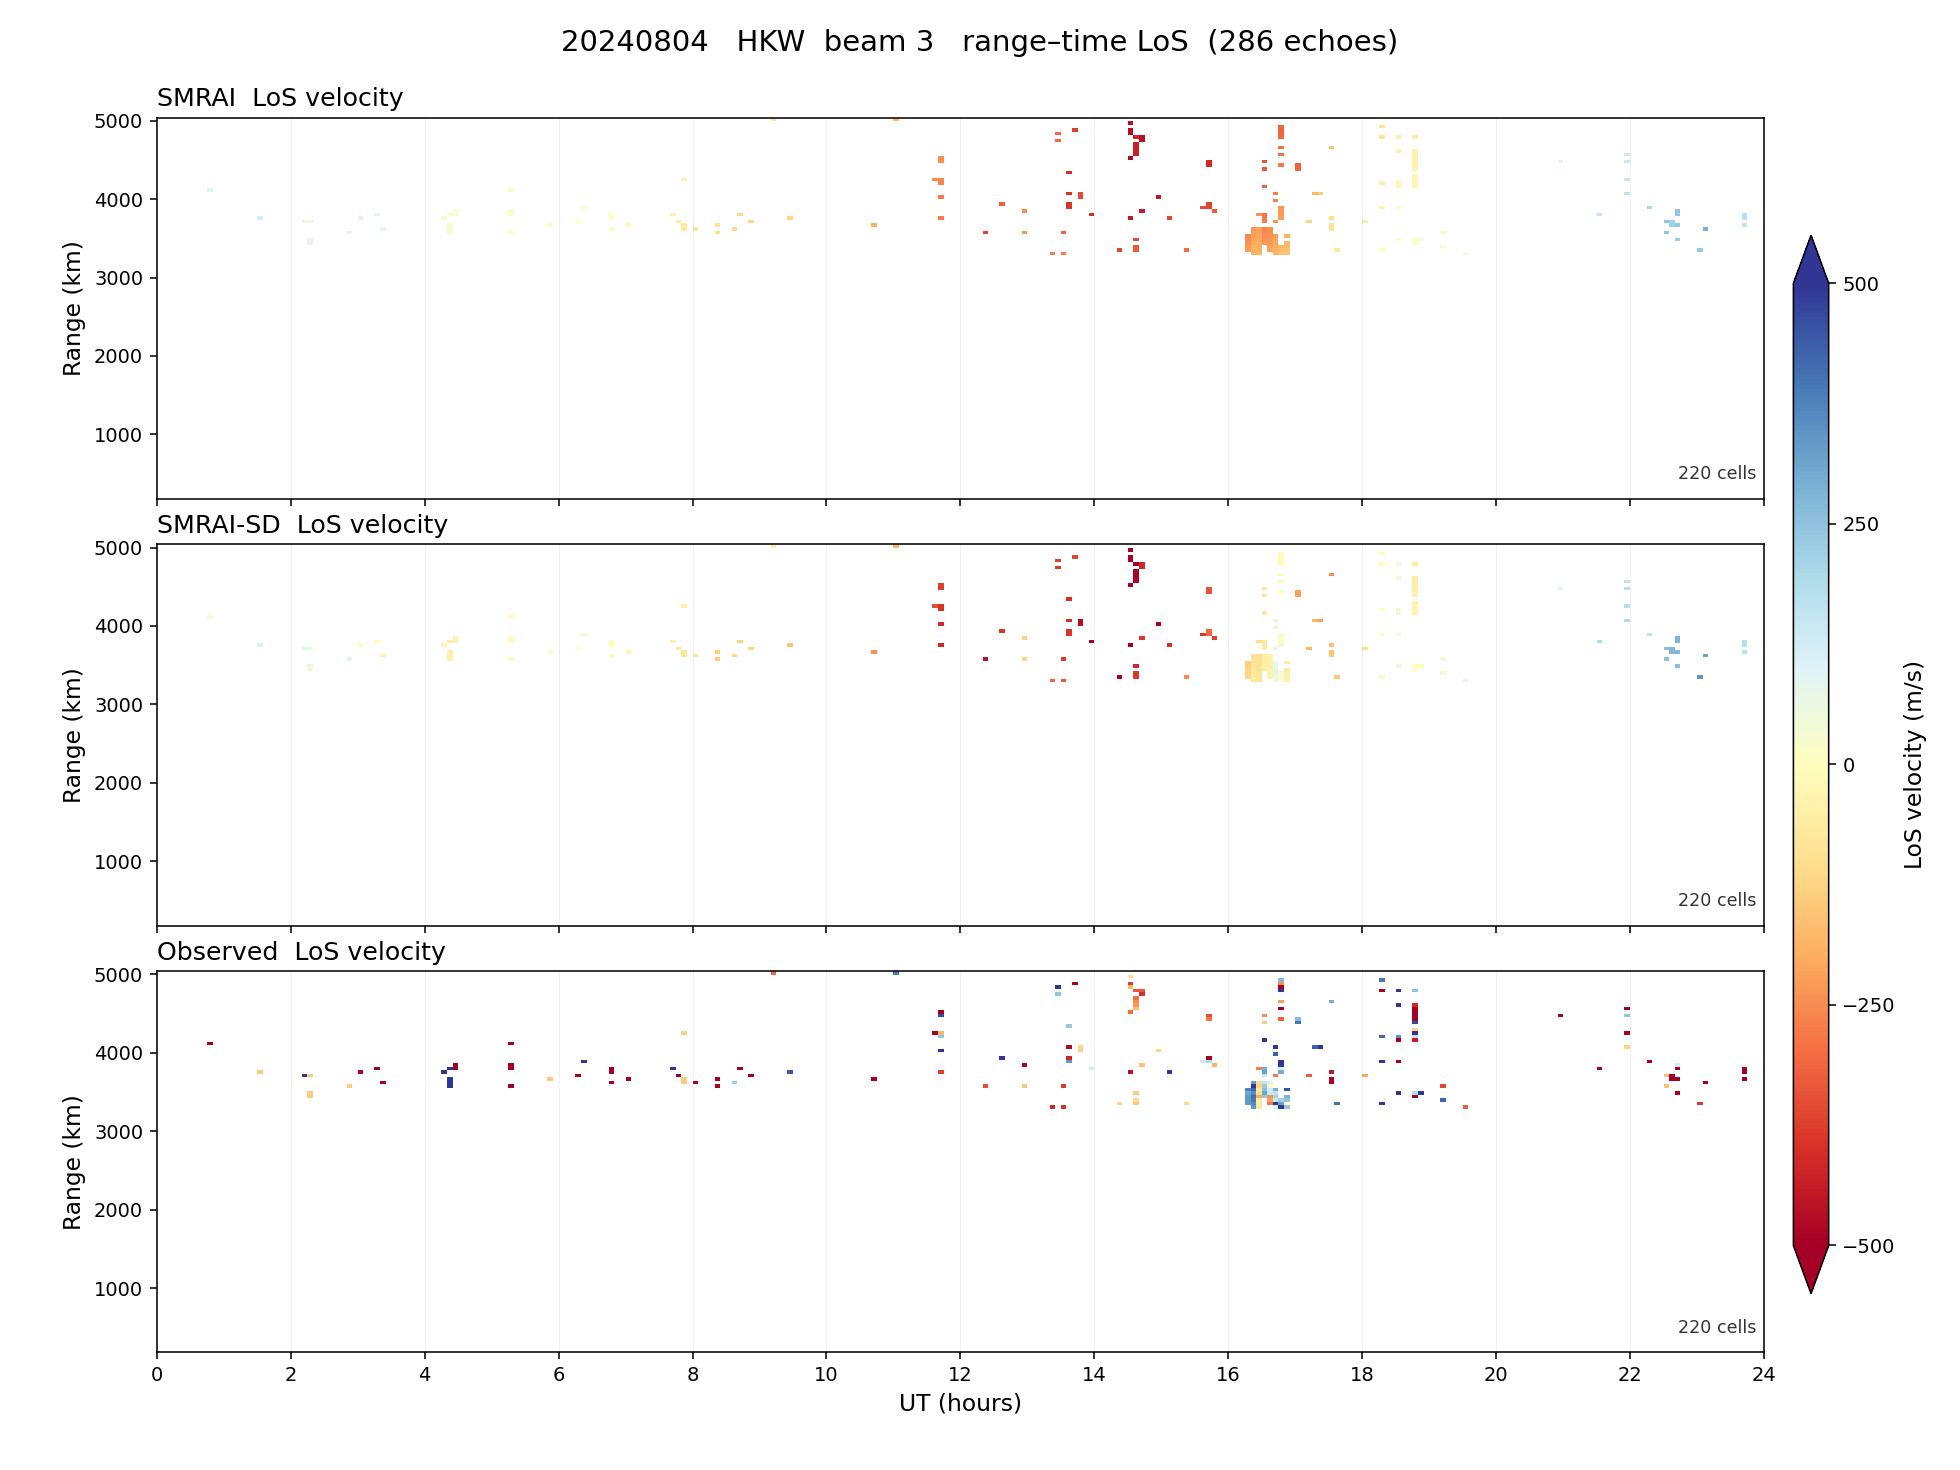 20240804   HKW  beam 3   range–time LoS  (286 echoes)
SMRAI  LoS velocity
5000
4000
3000
2000
1000
Range (km)
220 cells
SMRAI-SD  LoS velocity
5000
4000
3000
2000
1000
Range (km)
220 cells
Observed  LoS velocity
5000
4000
3000
2000
1000
Range (km)
220 cells
0 2 4 6 8 10 12 14 16 18 20 22 24
UT (hours)
500
250
0
−250
−500
LoS velocity (m/s)